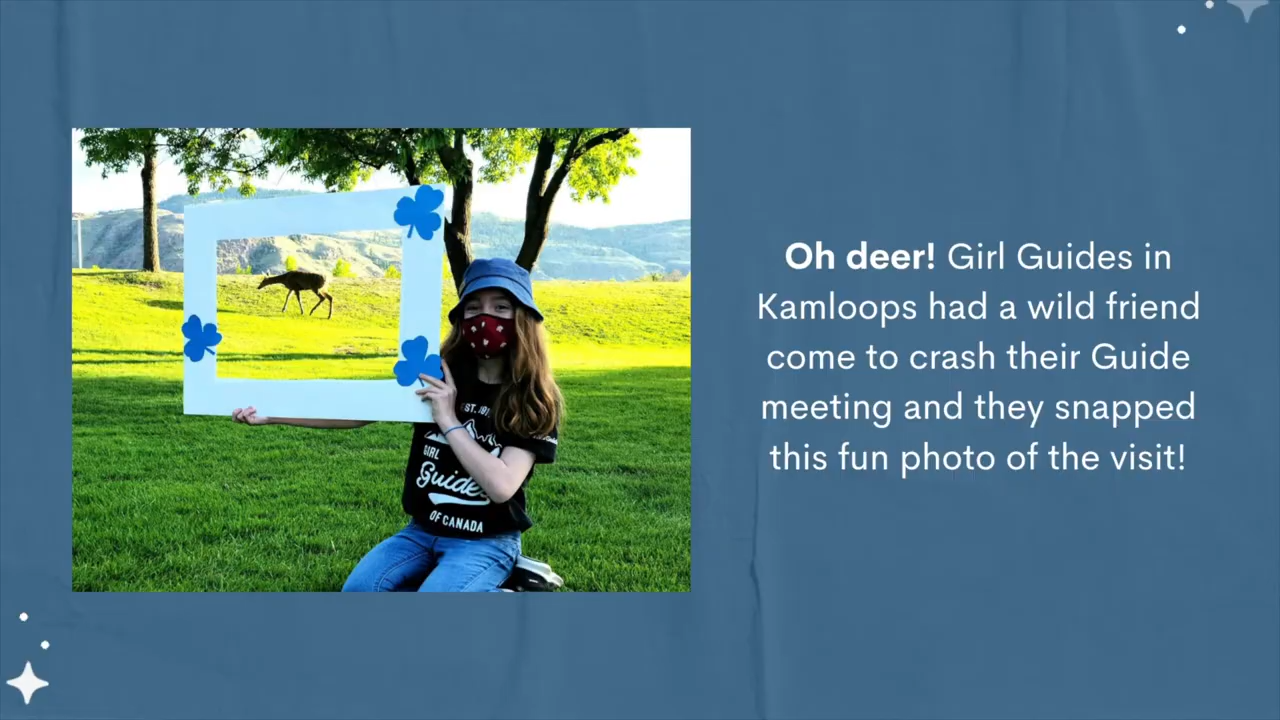 Oh deer! Girl Guides in
Kamloops had a wild friend
come to crash their Guide
meeting and they snapped
this fun photo of the visit!
GIRL
Guides
OF CANADA